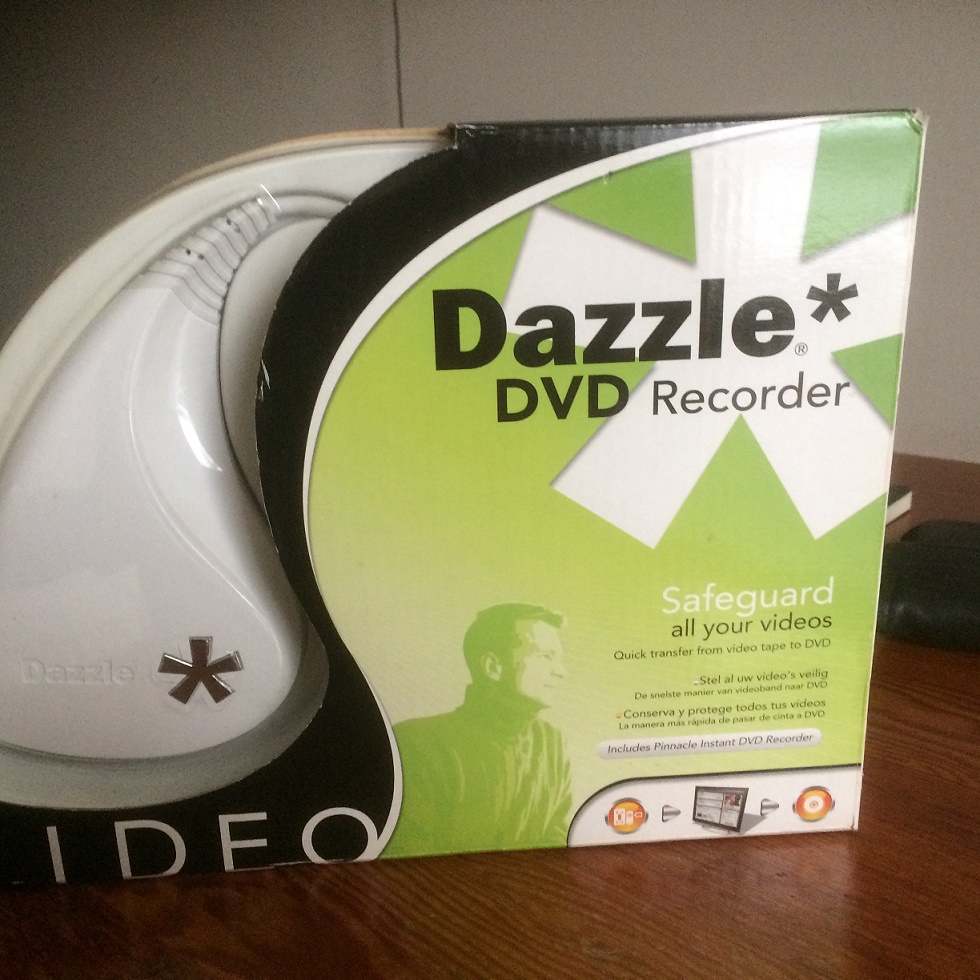 Dazzle*®
DVD Recorder
Safeguard
all your videos
Quick transfer from video tape to DVD
Stel al uw video's veilig
De snelste manier van videoband naar DVD
Conserva y protege todos tus vídeos
La manera más rápida de pasar de cinta a DVD
Includes Pinnacle Instant DVD Recorder
Dazzle *
IDEO